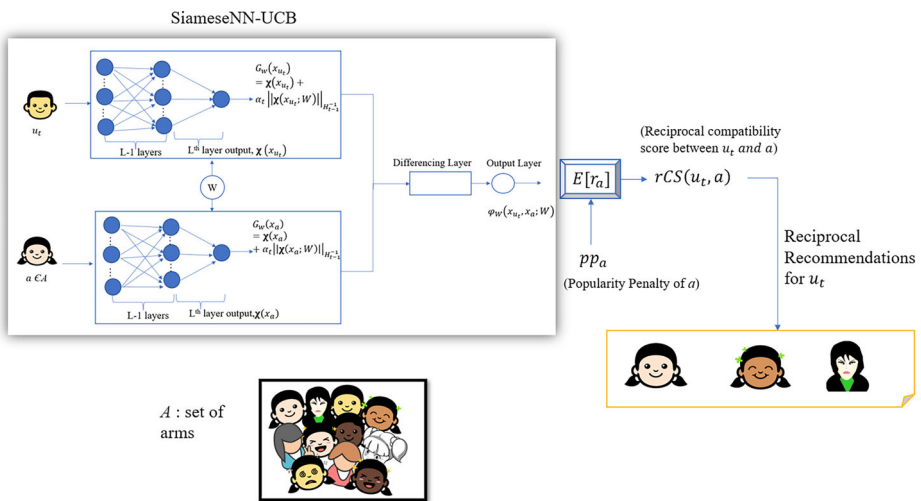 SiameseNN-UCB
G_W(x_{u_t})
= χ(x_{u_t}) +
α_t ||χ(x_{u_t};W)||_{H_{t-1}^{-1}}
u_t
L-1 layers
L^th layer output, χ (x_{u_t})
W
G_W(x_a)
= χ(x_a)
+ α_t||χ(x_a;W)||_{H_{t-1}^{-1}}
a ϵA
L-1 layers
L^th layer output,χ(x_a)
Differencing Layer
Output Layer
φ_W(x_{u_t}, x_a; W)
E[r_a]
(Reciprocal compatibility
score between u_t and a)
rCS(u_t, a)
pp_a
(Popularity Penalty of a)
Reciprocal
Recommendations
for u_t
A : set of
arms